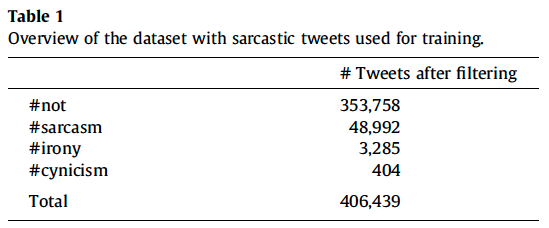 Table 1
Overview of the dataset with sarcastic tweets used for training.
# Tweets after filtering
#not 353,758
#sarcasm 48,992
#irony 3,285
#cynicism 404
Total 406,439